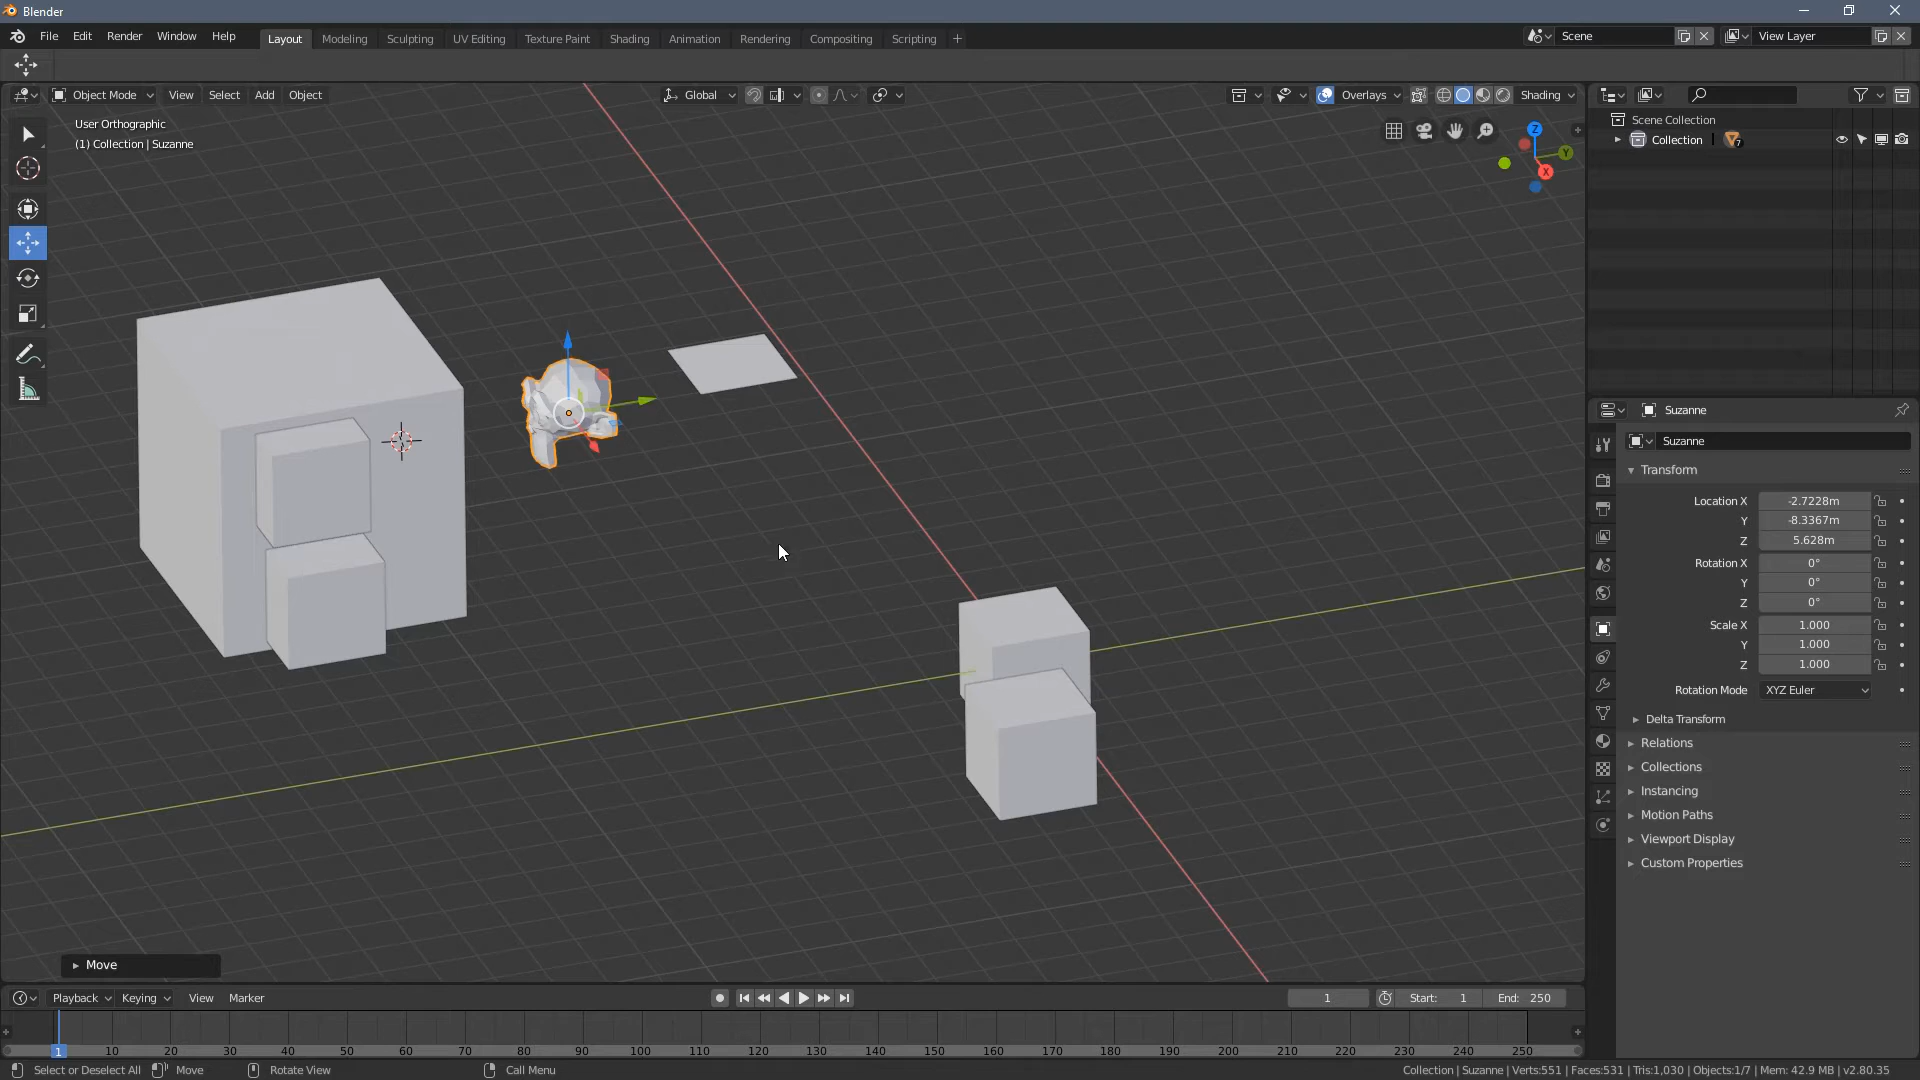 Blender
File Edit Render Window Help Layout Modeling Sculpting UV Editing Texture Paint Shading Animation Rendering Compositing Scripting + Scene View Layer
Object Mode View Select Add Object Global Overlays Shading
User Orthographic
(1) Collection | Suzanne
Z
Y
X
Scene Collection
Collection 7
Suzanne
Suzanne
Transform
Location X -2.7228m
Y -8.3367m
Z 5.628m
Rotation X 0°
Y 0°
Z 0°
Scale X 1.000
Y 1.000
Z 1.000
Rotation Mode XYZ Euler
Delta Transform
Relations
Collections
Instancing
Motion Paths
Viewport Display
Custom Properties
Move
Playback Keying View Marker 1 Start: 1 End: 250
1 10 20 30 40 50 60 70 80 90 100 110 120 130 140 150 160 170 180 190 200 210 220 230 240 250
Select or Deselect All Move Rotate View Call Menu Collection | Suzanne | Verts:551 | Faces:531 | Tris:1,030 | Objects:1/7 | Mem: 42.9 MB | v2.80.35